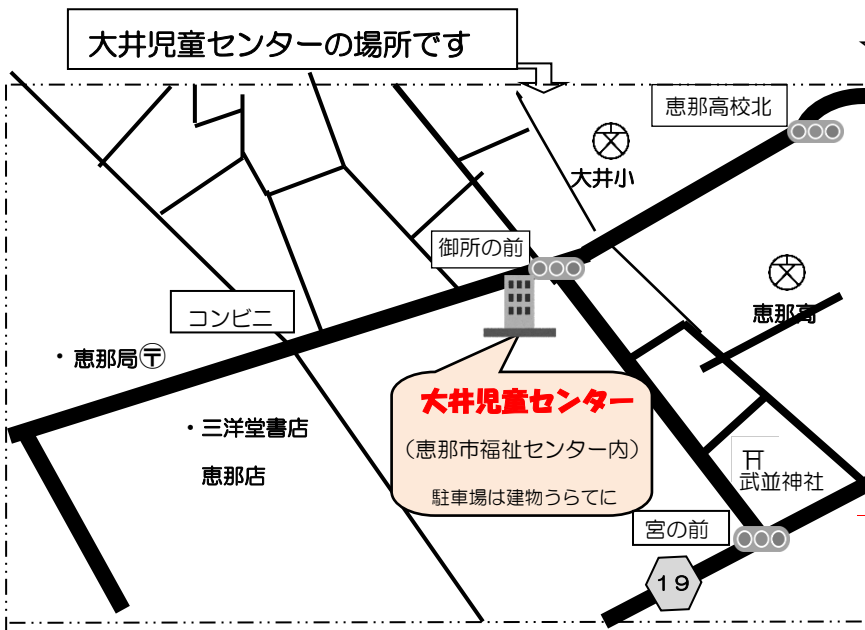 大井児童センターの場所です
恵那高校北
大井小
御所の前
恵那高
コンビニ
・恵那局〒
・三洋堂書店
恵那店
大井児童センター
（恵那市福祉センター内）
駐車場は建物うらてに
武並神社
宮の前
19